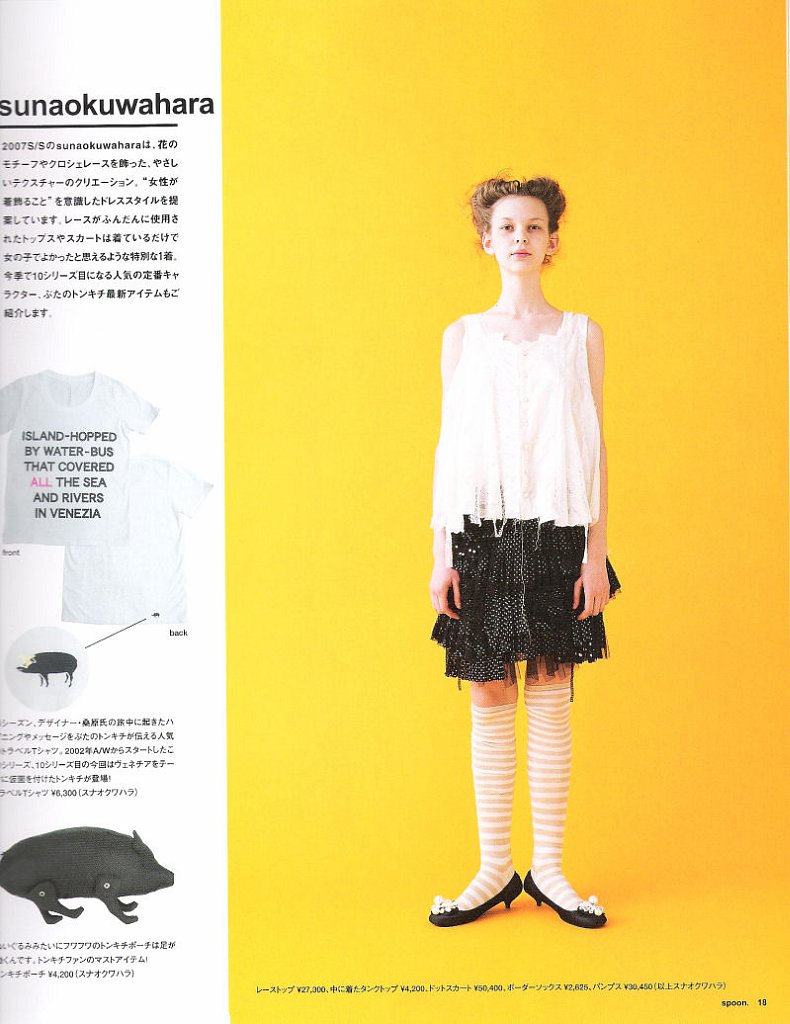 sunaokuwahara
2007S/Sのsunaokuwaharaは、花の
モチーフやクロシェレースを飾った、やさし
いテクスチャーのクリエーション。“女性が
着飾ること”を意識したドレススタイルを提
案しています。レースがふんだんに使用さ
れたトップスやスカートは着ているだけで
女の子でよかったと思えるような特別な1着。
今季で10シリーズ目になる人気の定番キャ
ラクター、ぶたのトンキチ最新アイテムもご
紹介します。
ISLAND-HOPPED
BY WATER-BUS
THAT COVERED
ALL THE SEA
AND RIVERS
IN VENEZIA
front
back
シーズン、デザイナー・桑原氏の旅中に起きたハ
ニングやメッセージをぶたのトンキチが伝える人気
トラベルTシャツ。2002年A/Wからスタートしたこ
シリーズ、10シリーズ目の今回はヴェネチアをテー
に仮面を付けたトンキチが登場!
ラベルTシャツ ¥6,300(スナオクワハラ)
いぐるみみたいにフワフワのトンキチポーチは足が
くんです。トンキチファンのマストアイテム!
ンキチポーチ ¥4,200(スナオクワハラ)
レーストップ ¥27,300、中に着たタンクトップ ¥4,200、ドットスカート ¥50,400、ボーダーソックス ¥2,625、パンプス ¥30,450(以上スナオクワハラ)
spoon. 18